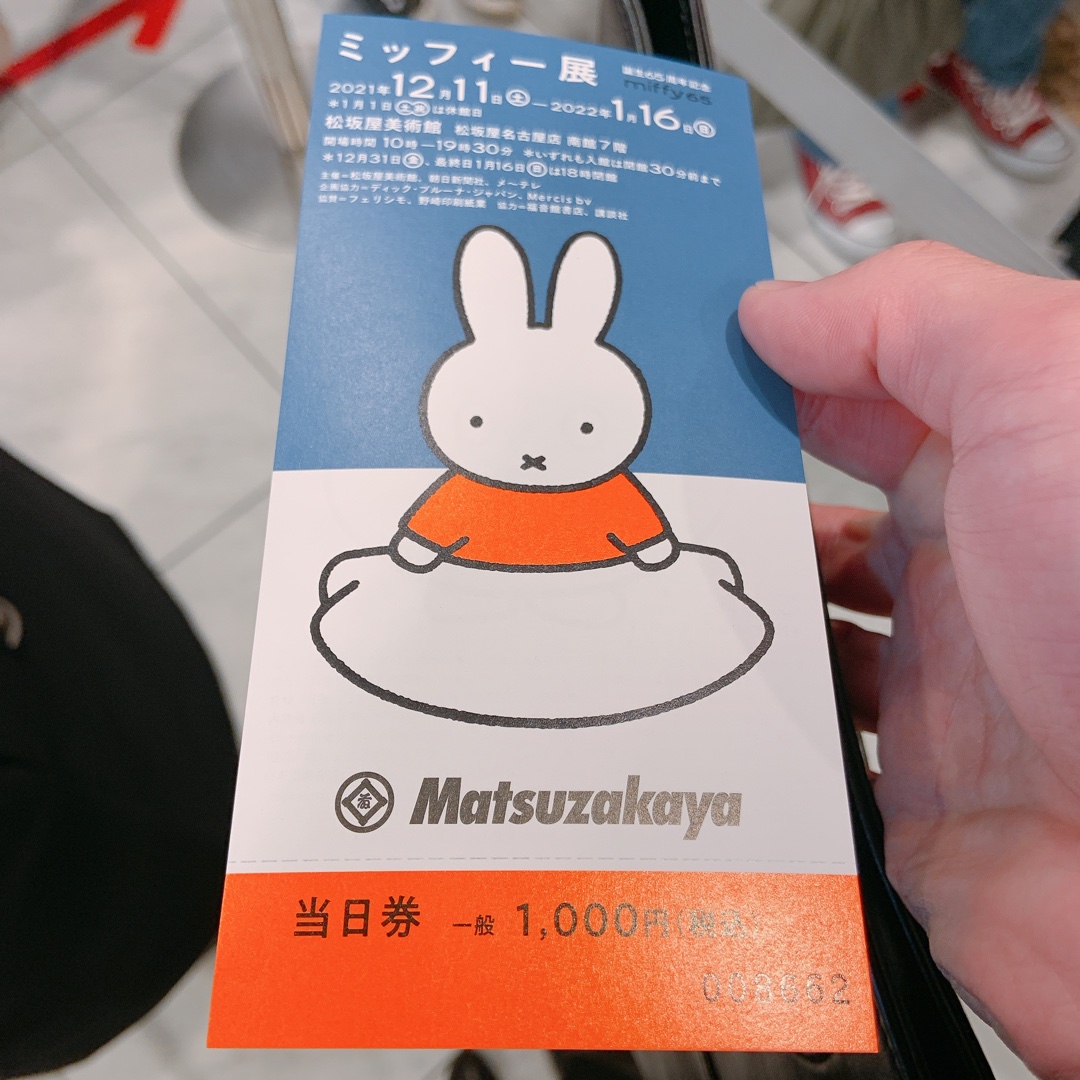 ミッフィー展 誕生65周年記念 miffy65
2021年12月11日㊏―2022年1月16日㊐
*1月1日(土・祝)は休館日
松坂屋美術館 松坂屋名古屋店 南館7階
開場時間 10時―19時30分 *いずれも入館は閉館30分前まで
*12月31日㊎、最終日1月16日㊐は18時閉館
主催=松坂屋美術館、朝日新聞社、メ〜テレ
企画協力=ディック・ブルーナ・ジャパン、Mercis bv
協賛=フェリシモ、野崎印刷紙業 協力=福音館書店、講談社
Matsuzakaya
当日券 一般 1,000円(税込)
008662